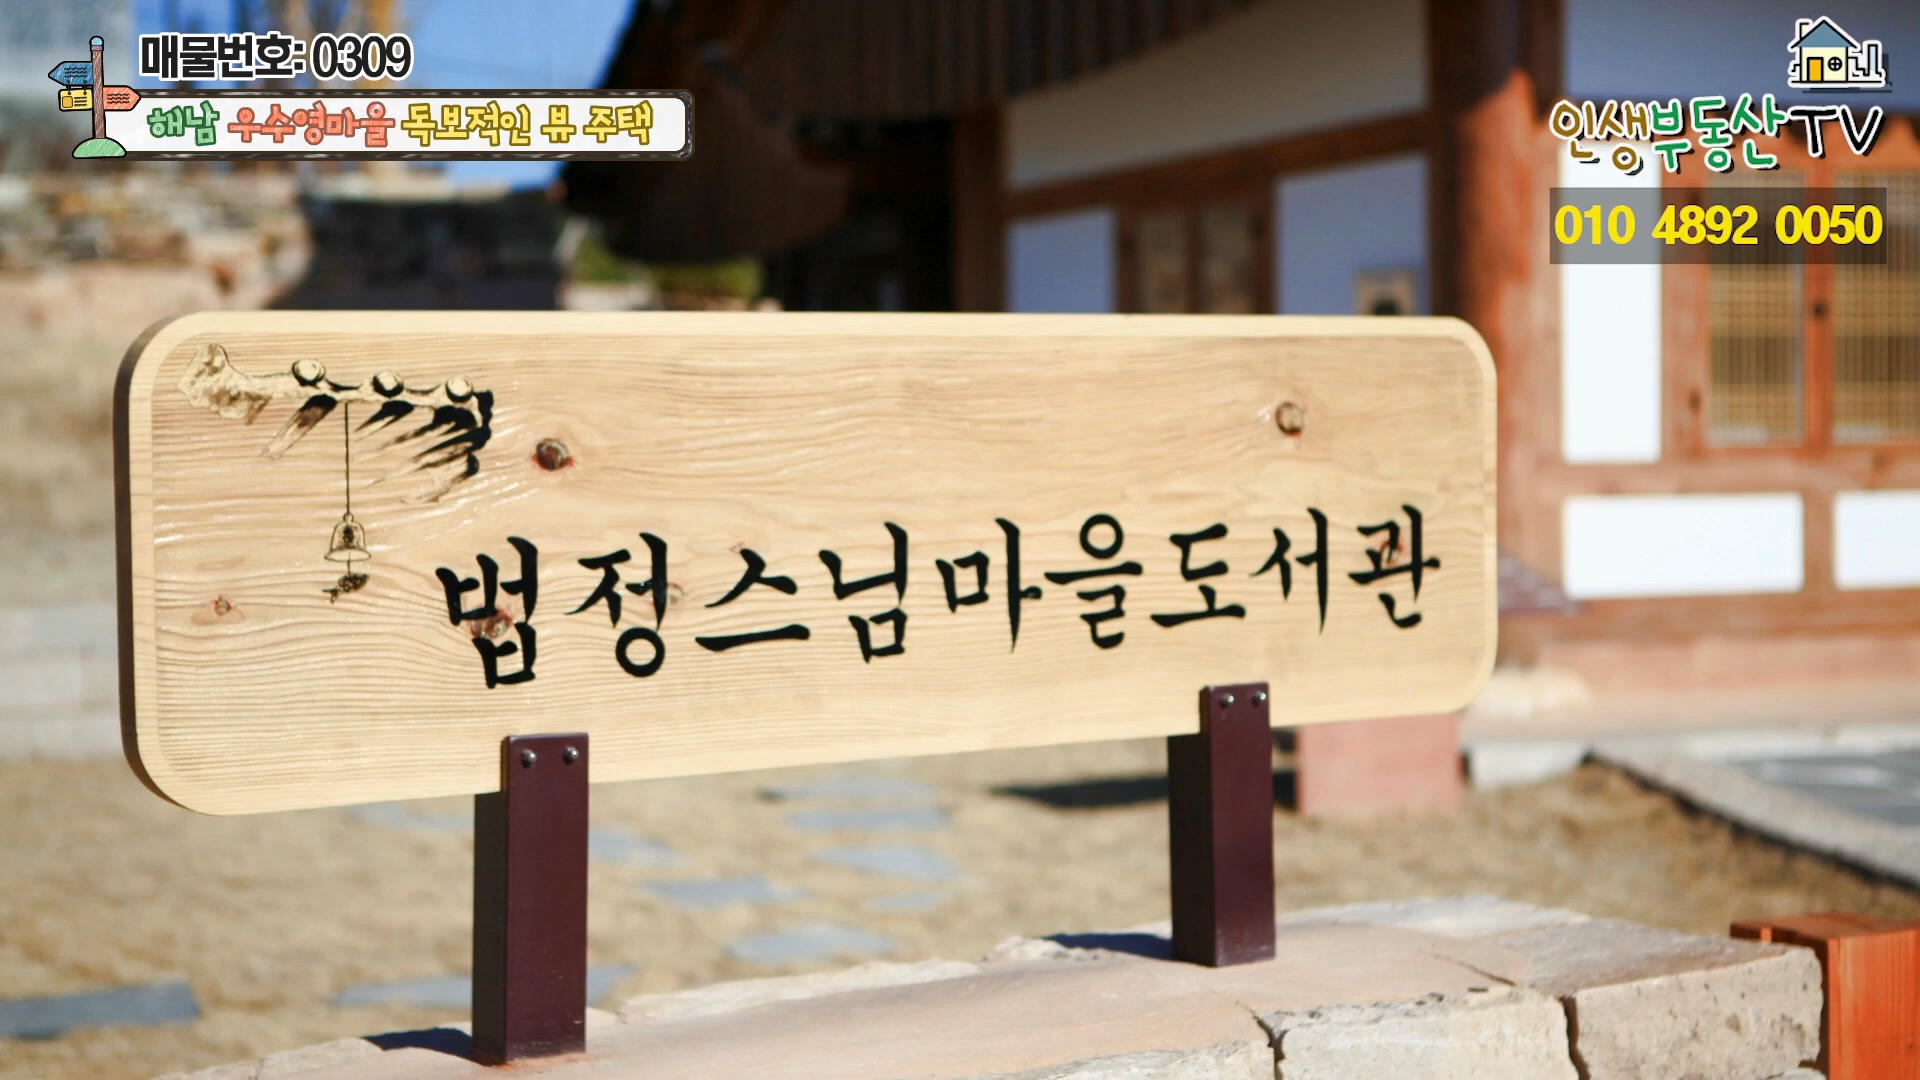 매물번호: 0309
해남 우수영마을 독보적인 뷰 주택
인생부동산TV
010 4892 0050
법정스님마을도서관